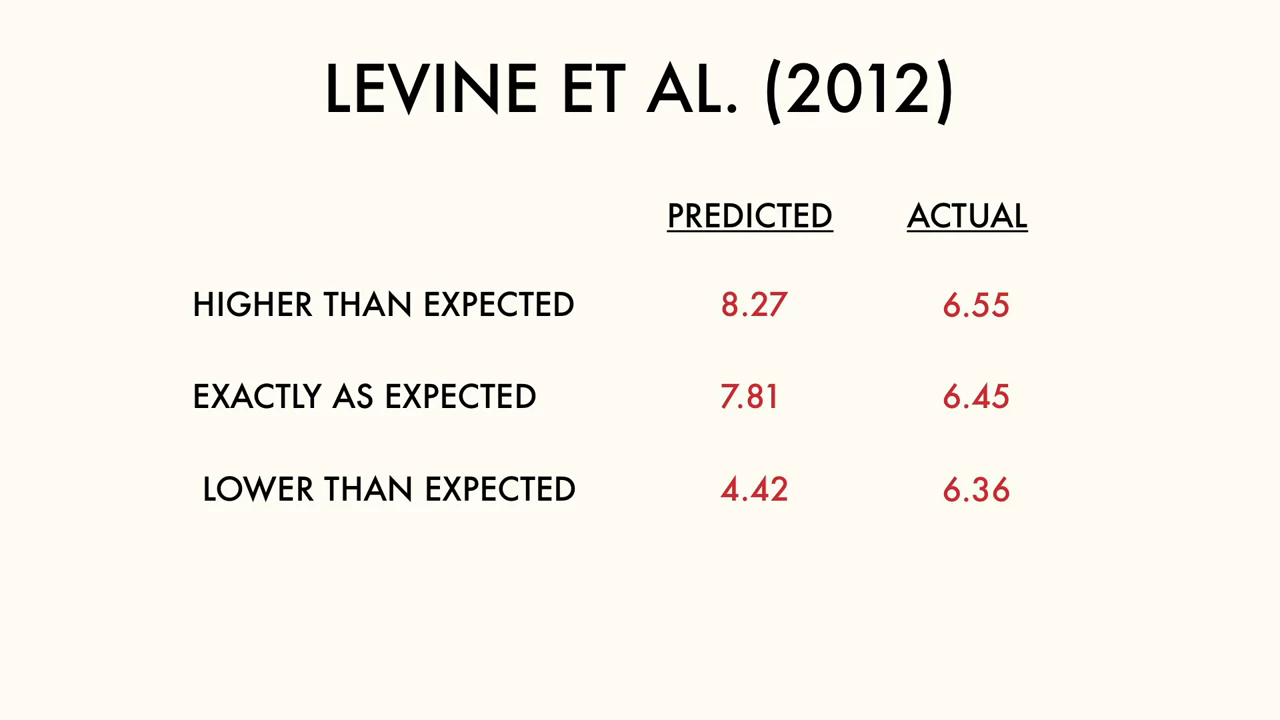 LEVINE ET AL. (2012)
PREDICTED ACTUAL
HIGHER THAN EXPECTED 8.27 6.55
EXACTLY AS EXPECTED 7.81 6.45
LOWER THAN EXPECTED 4.42 6.36